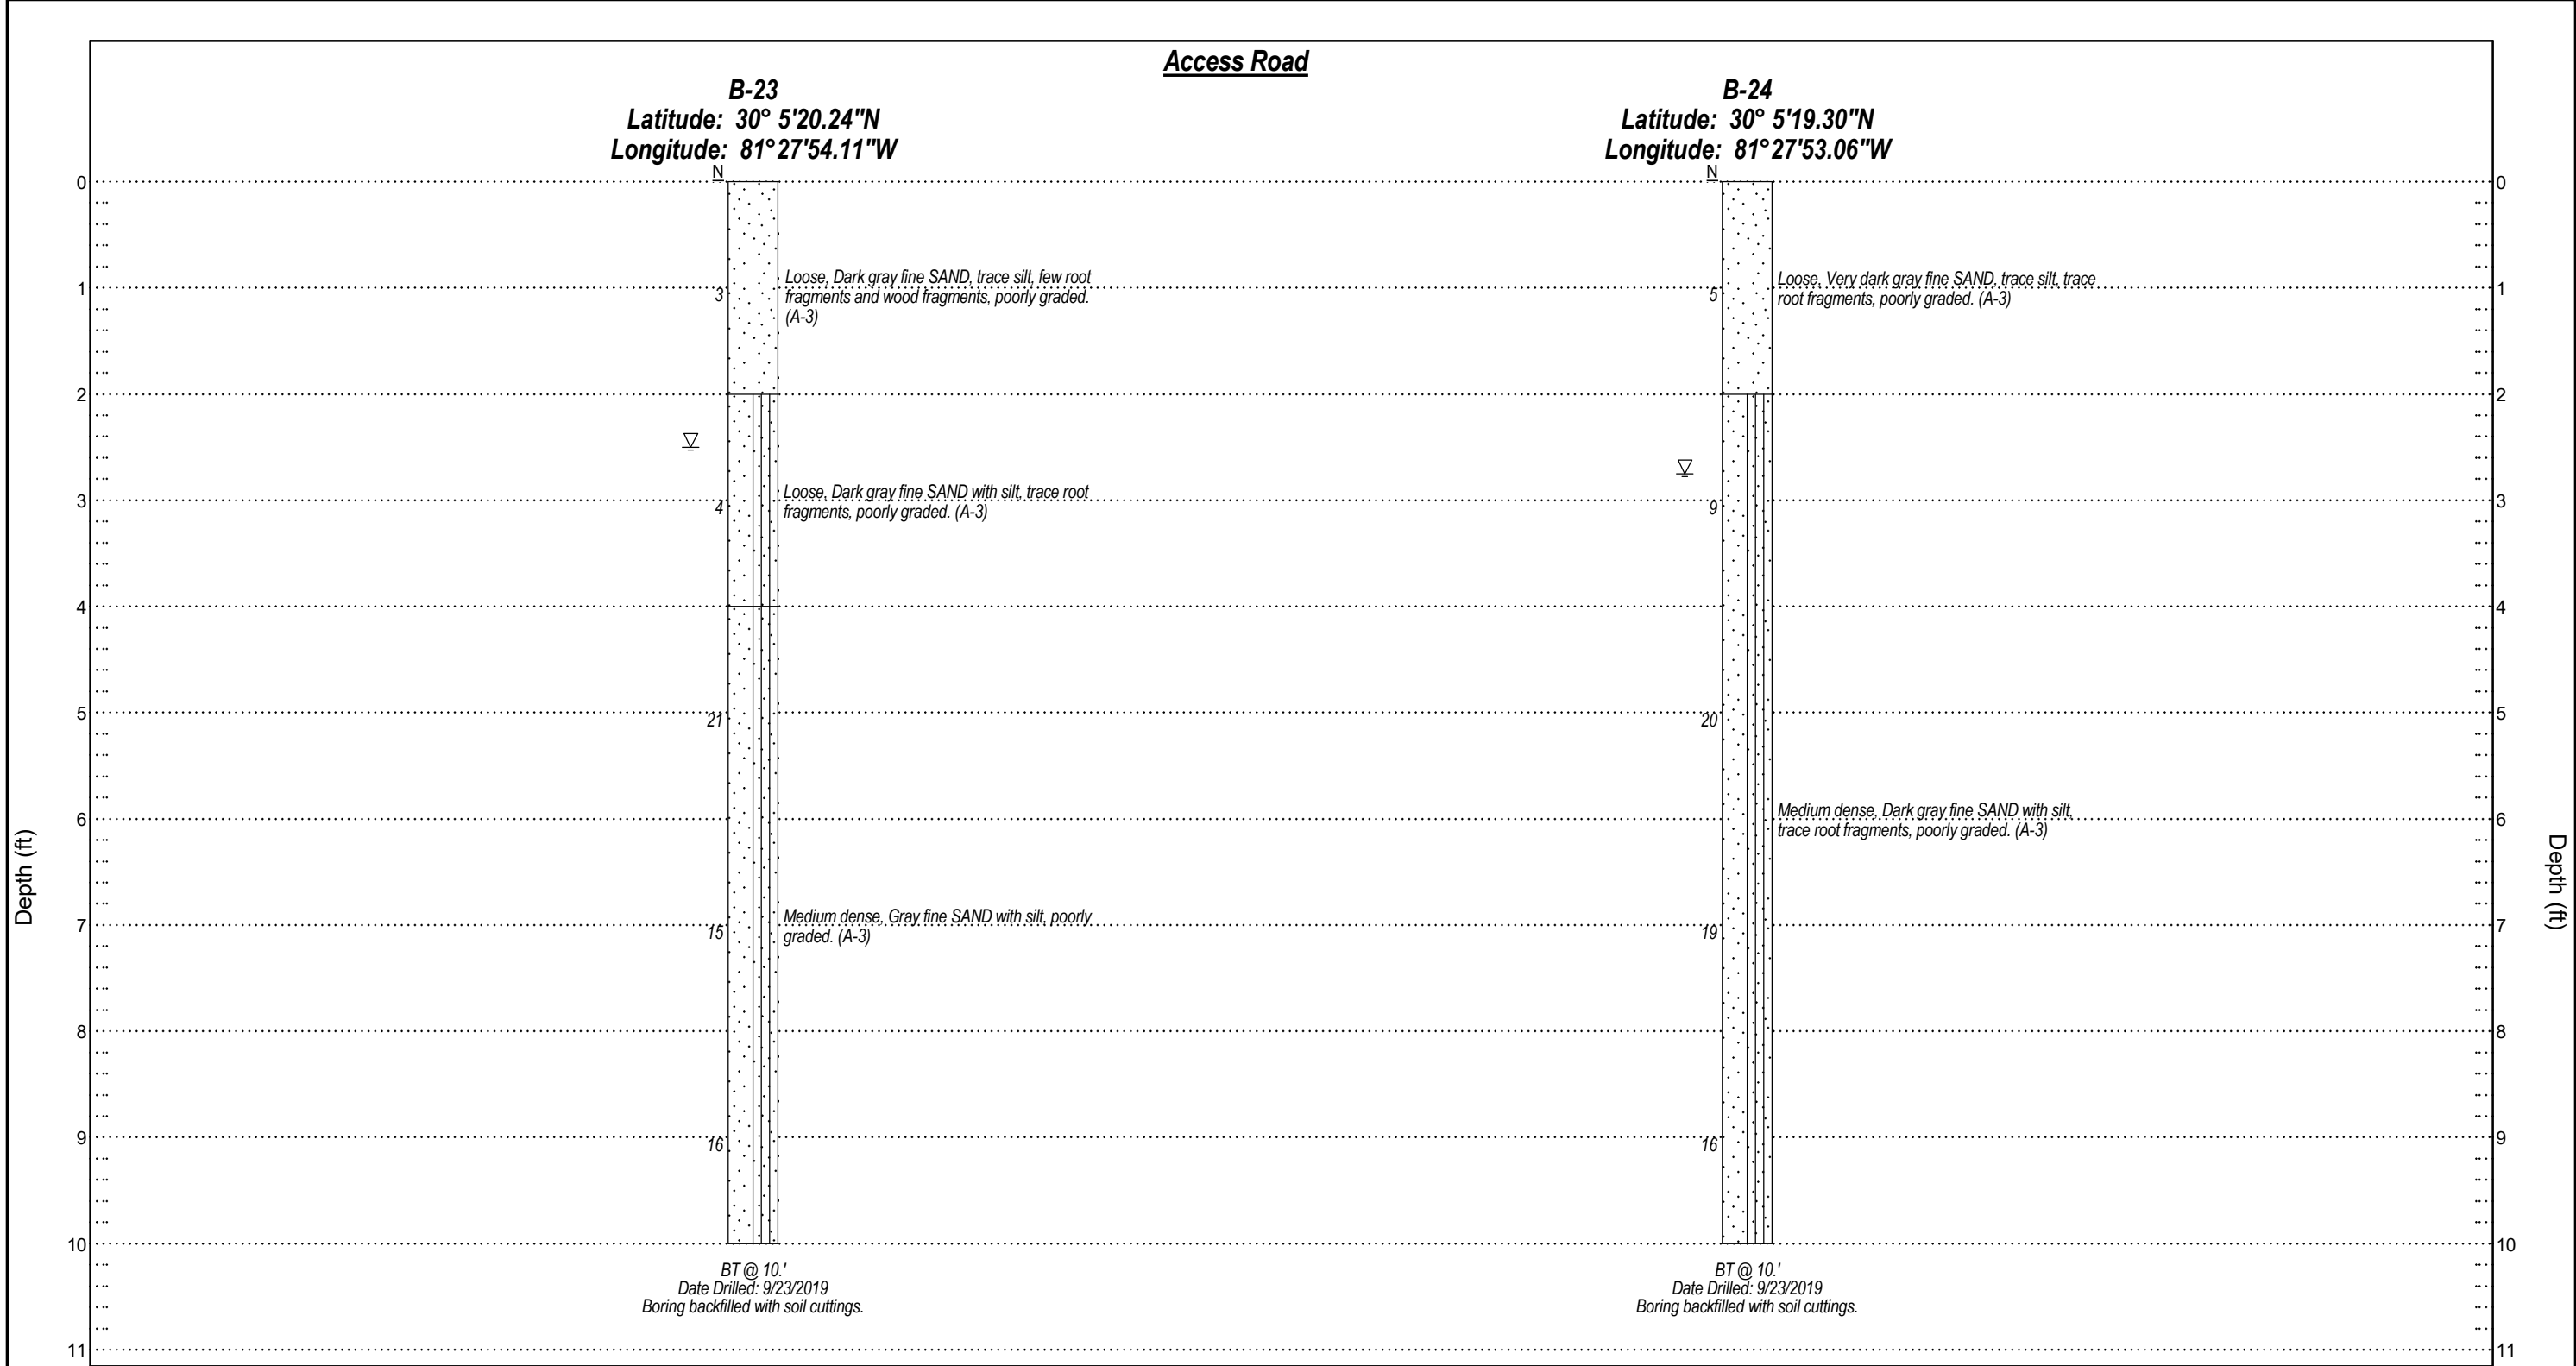 Access Road
B-23
Latitude: 30° 5'20.24"N
Longitude: 81°27'54.11"W
B-24
Latitude: 30° 5'19.30"N
Longitude: 81°27'53.06"W
N
N
0
0
Loose, Dark gray fine SAND, trace silt, few root
fragments and wood fragments, poorly graded.
(A-3)
Loose, Very dark gray fine SAND, trace silt, trace
root fragments, poorly graded. (A-3)
1
3
5
1
2
2
Loose, Dark gray fine SAND with silt, trace root
fragments, poorly graded. (A-3)
3
4
9
3
4
4
5
21
20
5
Medium dense, Dark gray fine SAND with silt,
trace root fragments, poorly graded. (A-3)
6
6
Depth (ft)
Depth (ft)
Medium dense, Gray fine SAND with silt, poorly
graded. (A-3)
7
15
19
7
8
8
9
16
16
9
10
10
BT @ 10.'
Date Drilled: 9/23/2019
Boring backfilled with soil cuttings.
BT @ 10.'
Date Drilled: 9/23/2019
Boring backfilled with soil cuttings.
11
11